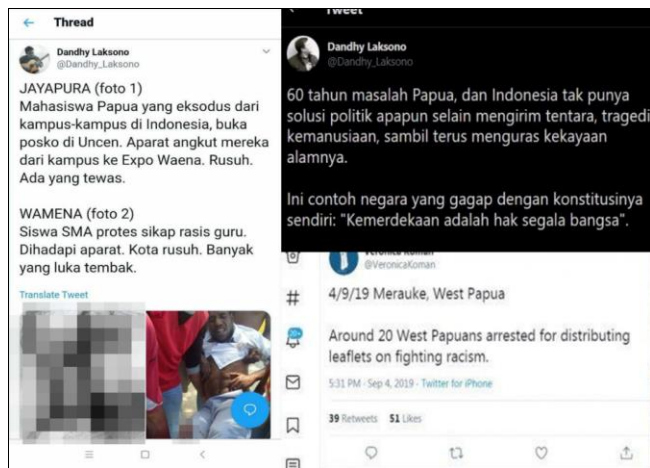 Thread
Dandhy Laksono
@Dandhy_Laksono
JAYAPURA (foto 1)
Mahasiswa Papua yang eksodus dari
kampus-kampus di Indonesia, buka
posko di Uncen. Aparat angkut mereka
dari kampus ke Expo Waena. Rusuh.
Ada yang tewas.
WAMENA (foto 2)
Siswa SMA protes sikap rasis guru.
Dihadapi aparat. Kota rusuh. Banyak
yang luka tembak.
Translate Tweet
Tweet
Dandhy Laksono
@Dandhy_Laksono
60 tahun masalah Papua, dan Indonesia tak punya
solusi politik apapun selain mengirim tentara, tragedi
kemanusiaan, sambil terus menguras kekayaan
alamnya.
Ini contoh negara yang gagap dengan konstitusinya
sendiri: "Kemerdekaan adalah hak segala bangsa".
Veronica Koman
@VeronicaKoman
4/9/19 Merauke, West Papua
Around 20 West Papuans arrested for distributing
leaflets on fighting racism.
5:31 PM · Sep 4, 2019 · Twitter for iPhone
39 Retweets 51 Likes